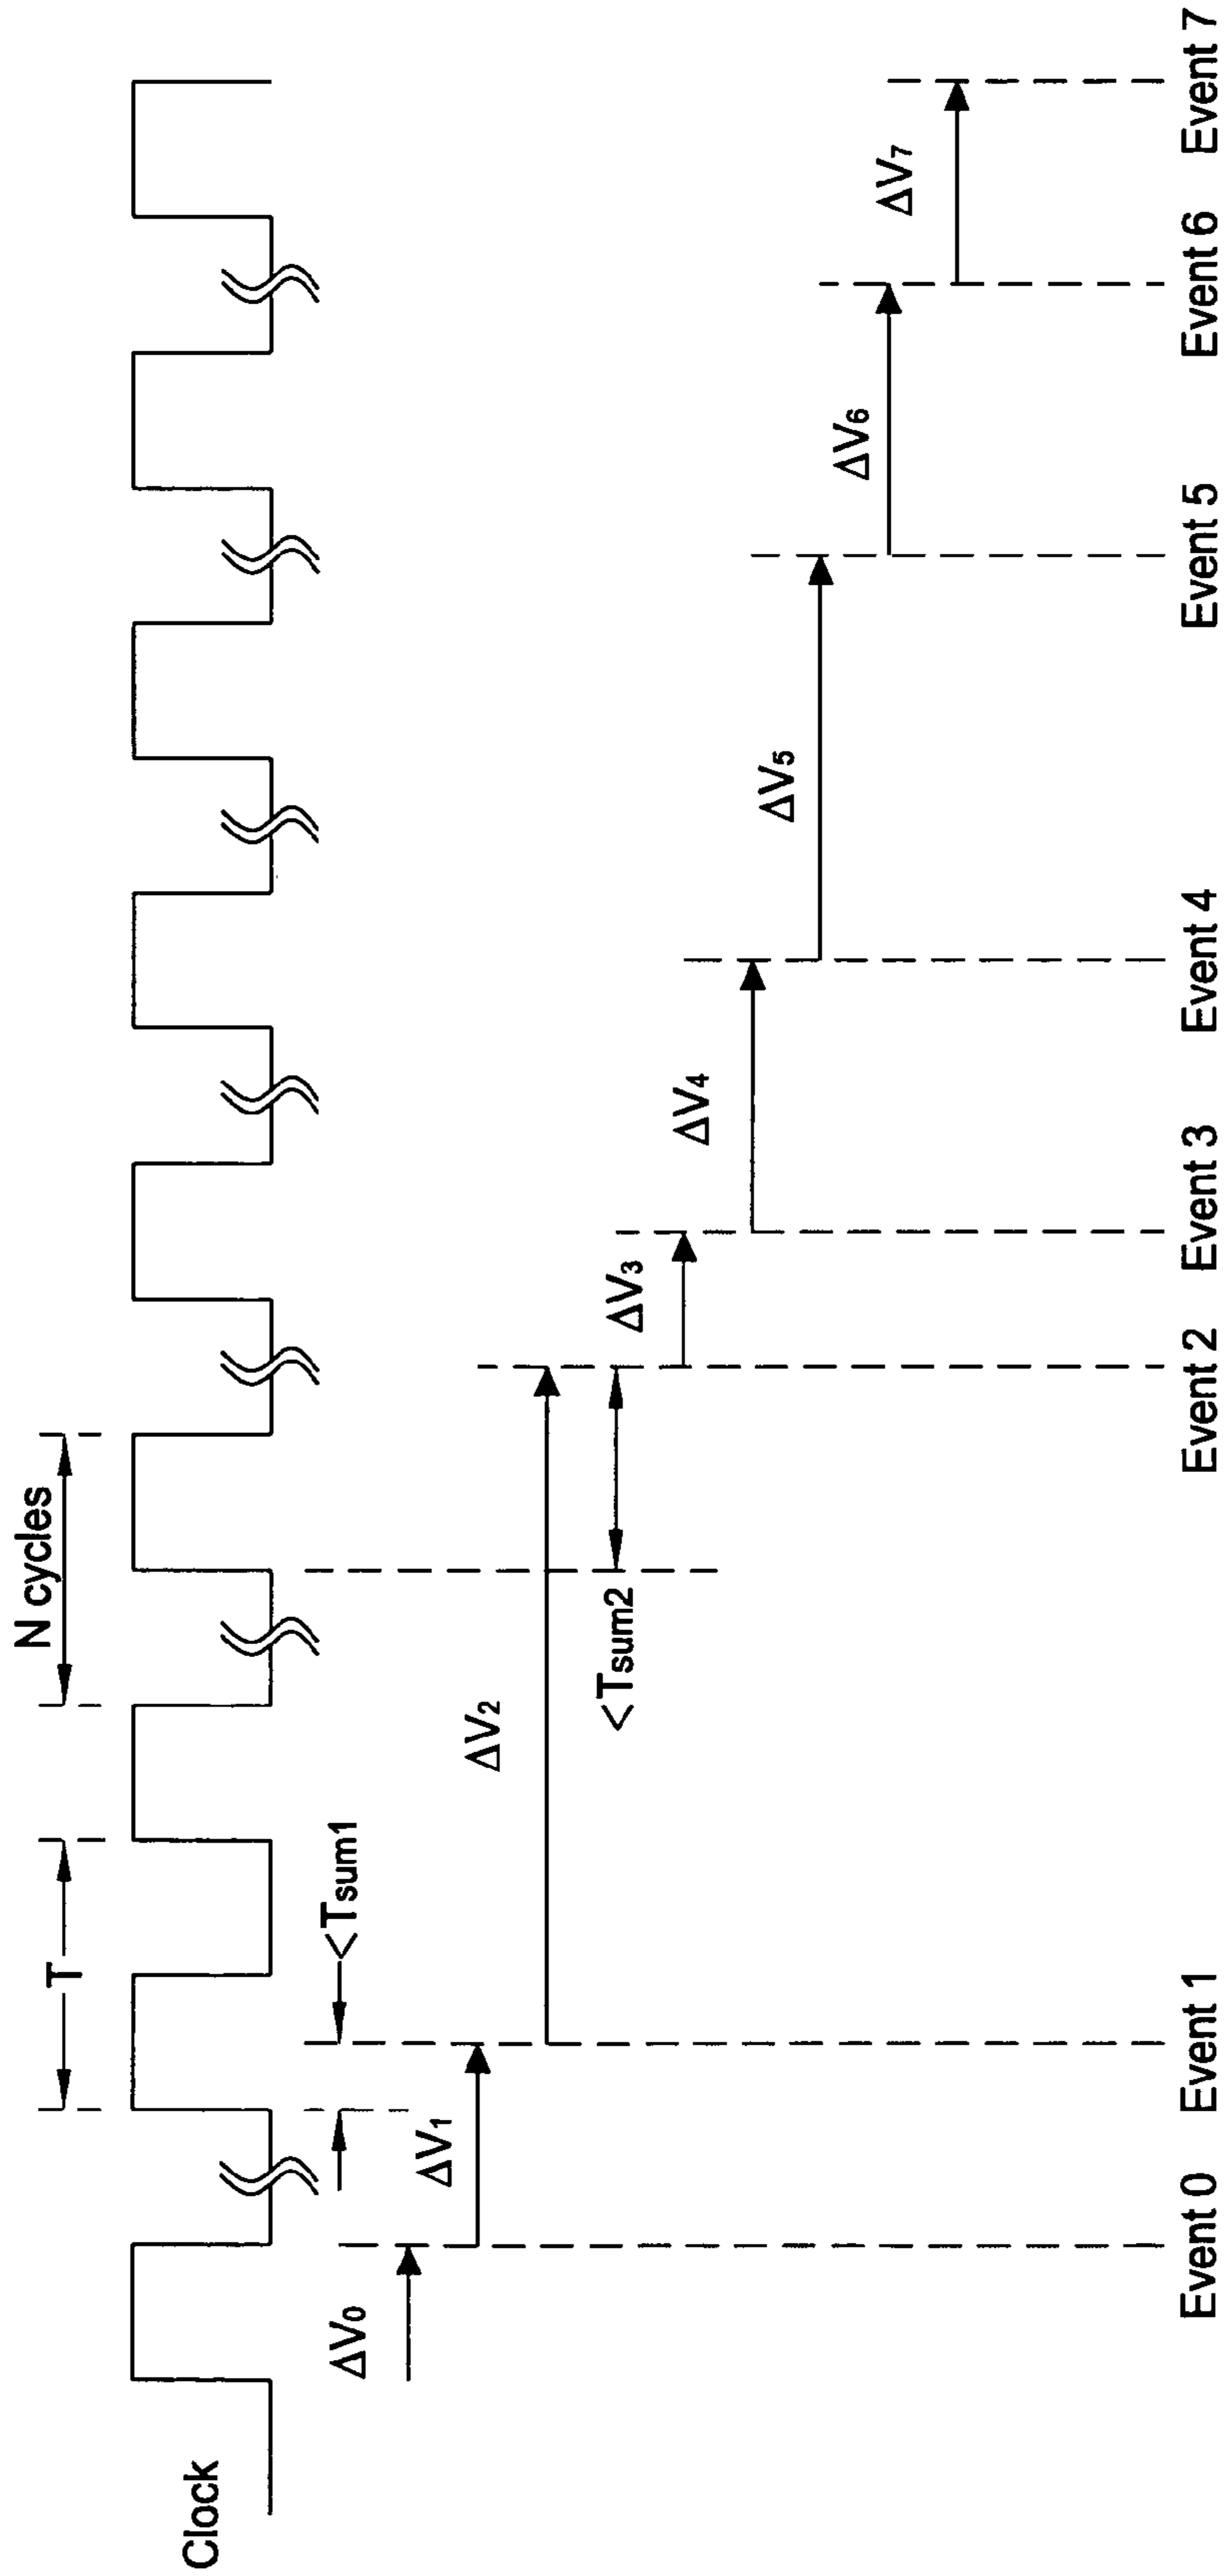 N cycles
T
Clock
<Tsum1
ΔV₀
ΔV₁
ΔV₂
<Tsum2
ΔV₃
ΔV₄
ΔV₅
ΔV₆
ΔV₇
Event 0
Event 1
Event 2
Event 3
Event 4
Event 5
Event 6
Event 7